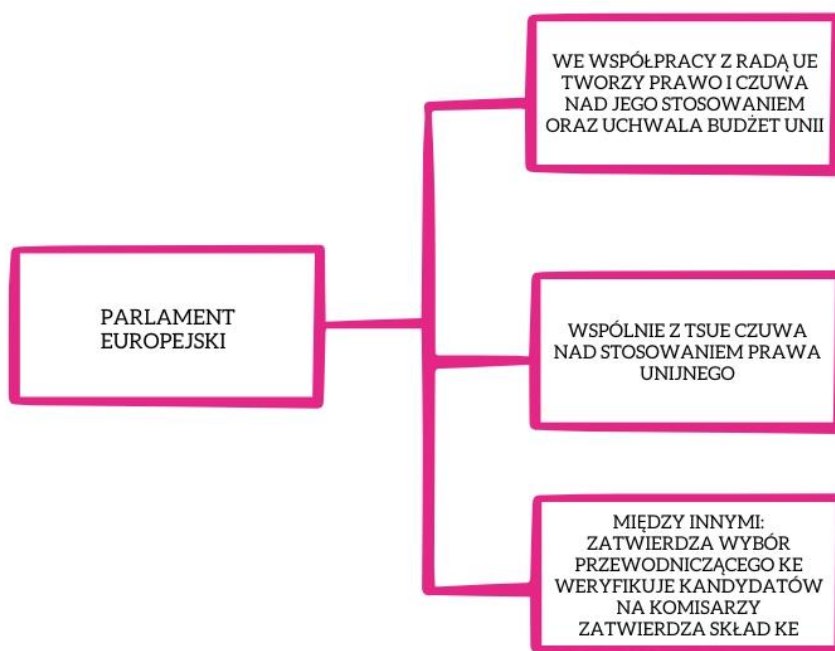 WE WSPÓŁPRACY Z RADĄ UE
TWORZY PRAWO I CZUWA
NAD JEGO STOSOWANIEM
ORAZ UCHWALA BUDŻET UNII
PARLAMENT
EUROPEJSKI
WSPÓLNIE Z TSUE CZUWA
NAD STOSOWANIEM PRAWA
UNIJNEGO
MIĘDZY INNYMI:
ZATWIERDZA WYBÓR
PRZEWODNICZĄCEGO KE
WERYFIKUJE KANDYDATÓW
NA KOMISARZY
ZATWIERDZA SKŁAD KE